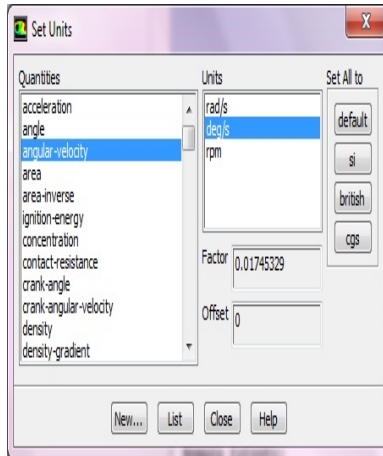 Set Units
Quantities
acceleration
angle
angular-velocity
area
area-inverse
ignition-energy
concentration
contact-resistance
crank-angle
crank-angular-velocity
density
density-gradient
Units
rad/s
deg/s
rpm
Factor 0.01745329
Offset 0
Set All to
default
si
british
cgs
New...
List
Close
Help